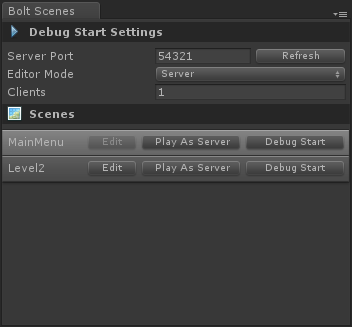 Bolt Scenes
Debug Start Settings
Server Port 54321 Refresh
Editor Mode Server
Clients 1
Scenes
MainMenu Edit Play As Server Debug Start
Level2 Edit Play As Server Debug Start